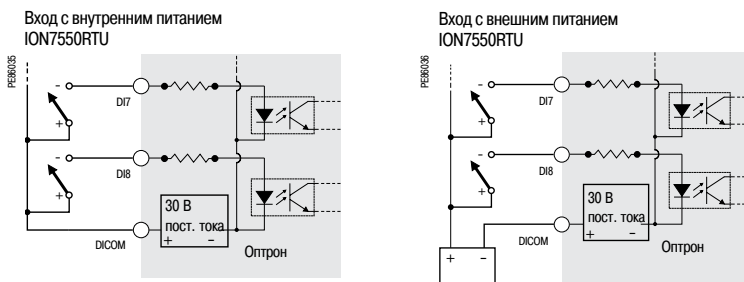 Вход с внутренним питанием
ION7550RTU
PE86035
-
+
DI7
-
+
DI8
30 В
пост. тока
+ -
DICOM
Оптрон
Вход с внешним питанием
ION7550RTU
PE86036
-
+
DI7
-
+
DI8
30 В
пост. тока
+ -
DICOM
Оптрон
+ -